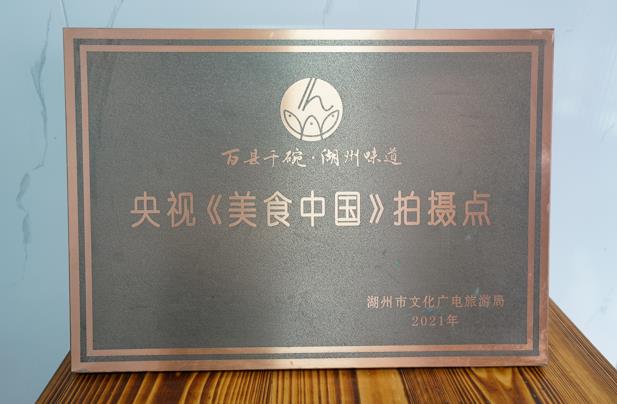 百县千碗·湖州味道
央视《美食中国》拍摄点
湖州市文化广电旅游局
2021年